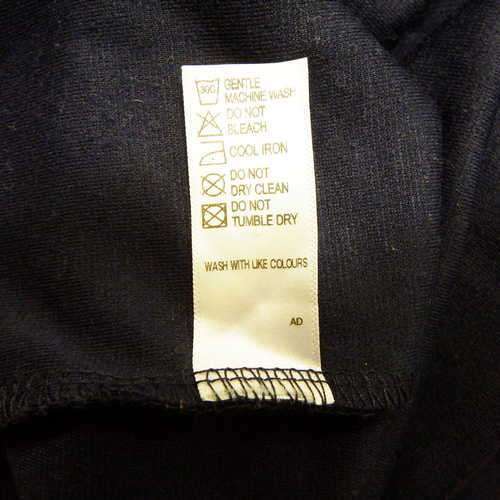 30C GENTLE
MACHINE WASH
DO NOT
BLEACH
COOL IRON
DO NOT
DRY CLEAN
DO NOT
TUMBLE DRY
WASH WITH LIKE COLOURS
AD